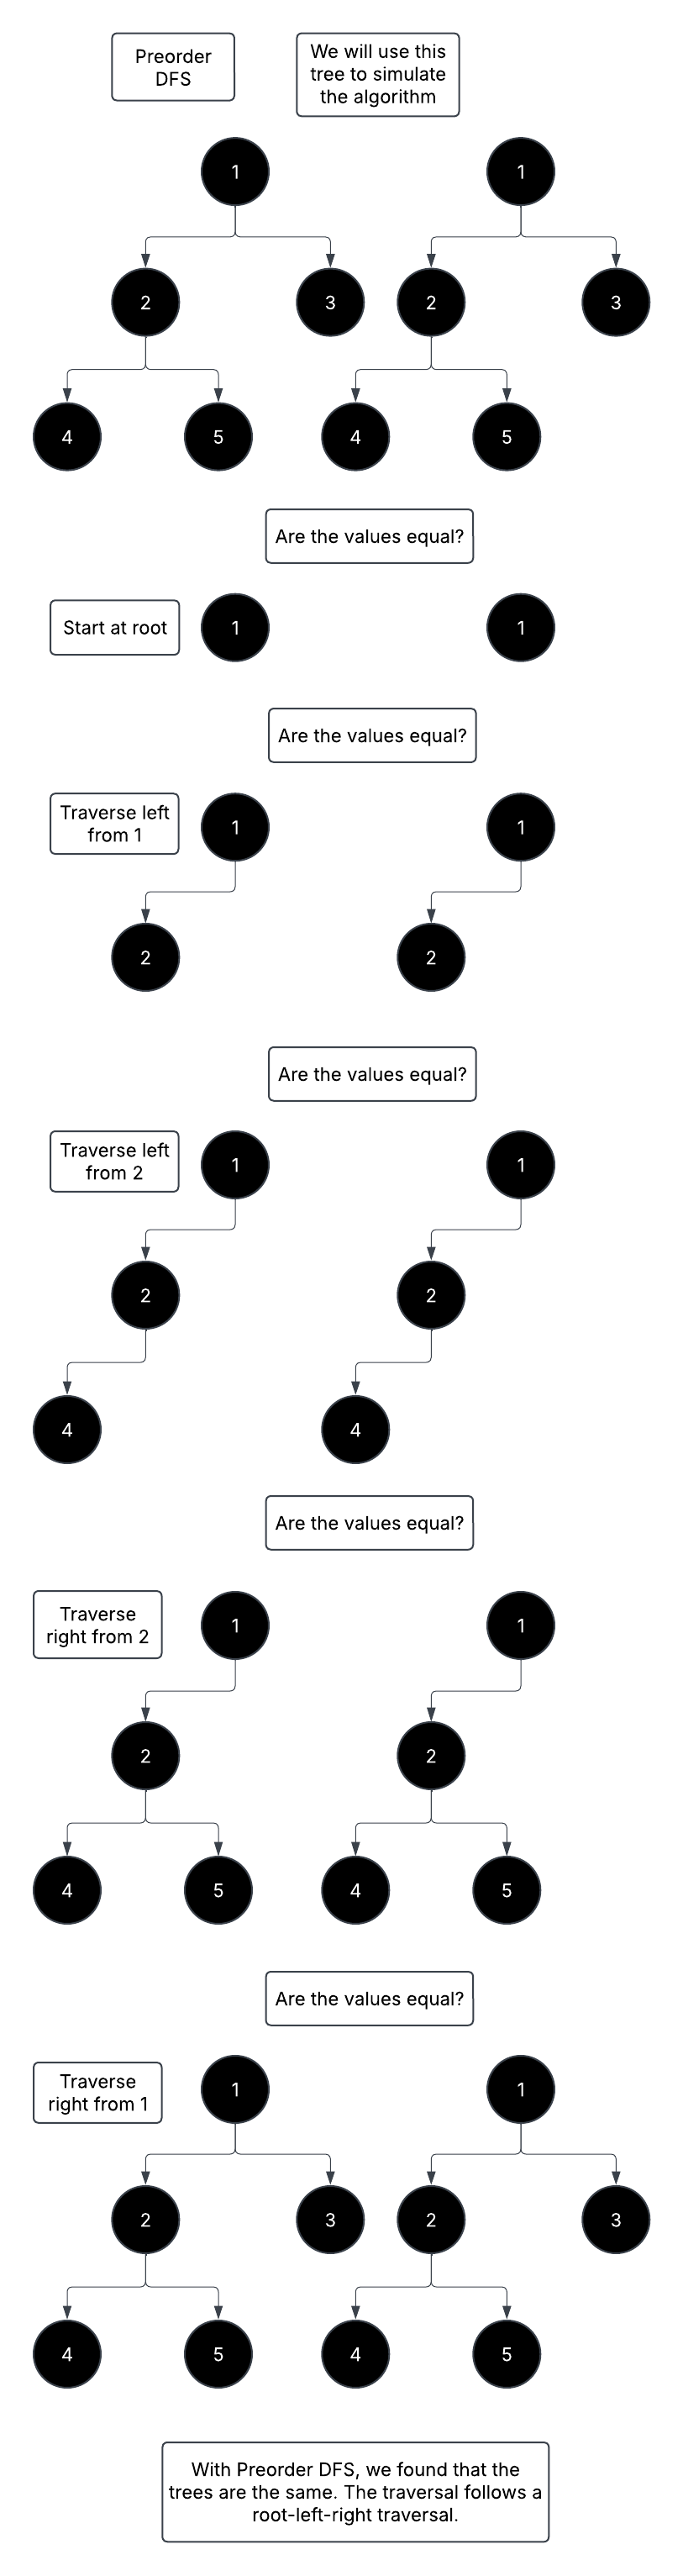 Preorder
DFS
We will use this
tree to simulate
the algorithm
1
1
2
3
2
3
4
5
4
5
Are the values equal?
Start at root
1
1
Are the values equal?
Traverse left
from 1
1
1
2
2
Are the values equal?
Traverse left
from 2
1
1
2
2
4
4
Are the values equal?
Traverse
right from 2
1
1
2
2
4
5
4
5
Are the values equal?
Traverse
right from 1
1
1
2
3
2
3
4
5
4
5
With Preorder DFS, we found that the
trees are the same. The traversal follows a
root-left-right traversal.